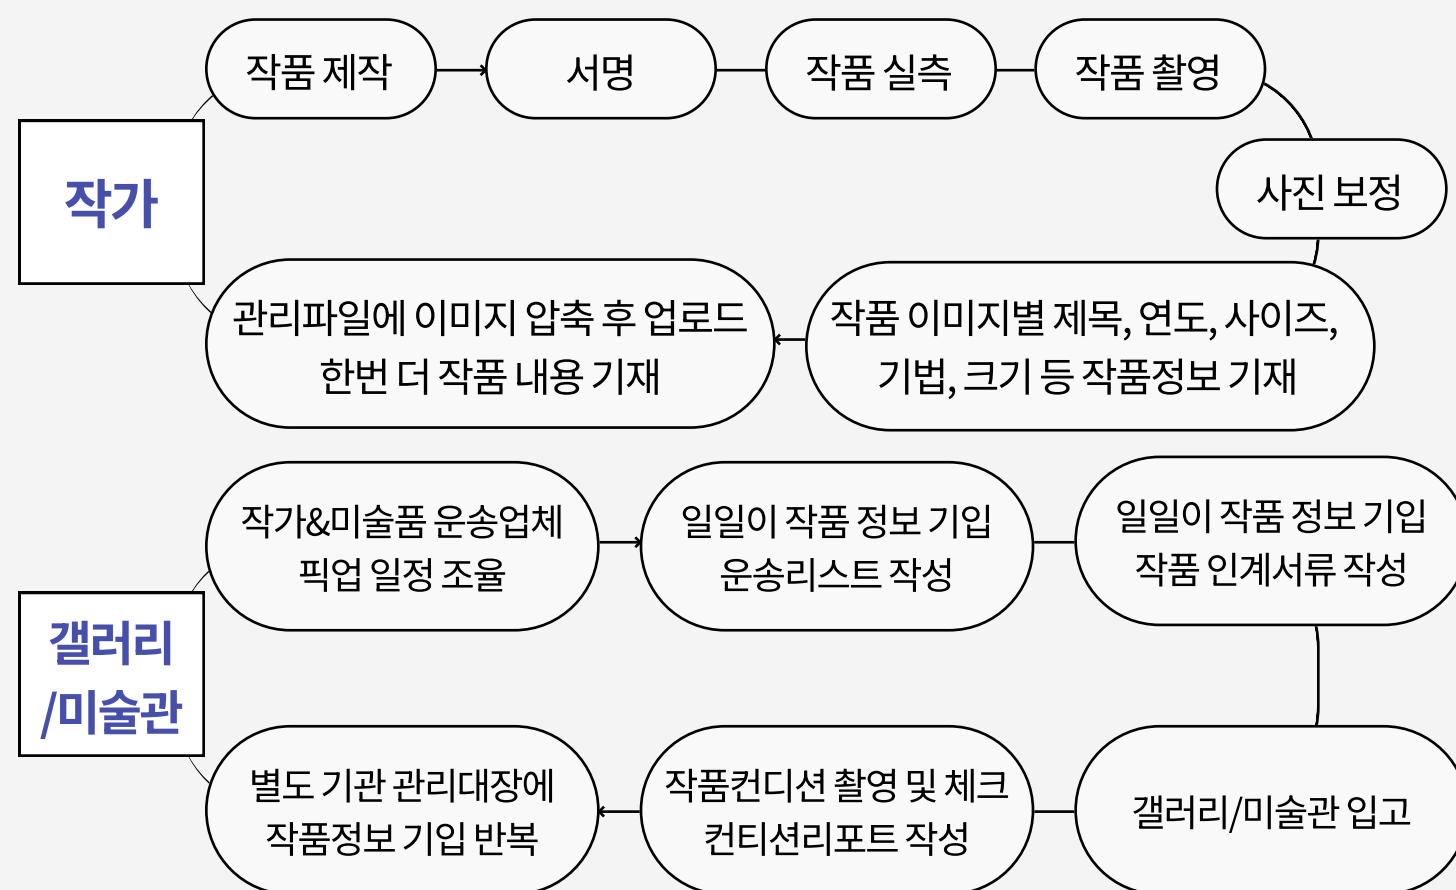 작품 제작
서명
작품 실측
작품 촬영
작가
사진 보정
관리파일에 이미지 압축 후 업로드
한번 더 작품 내용 기재
작품 이미지별 제목, 연도, 사이즈,
기법, 크기 등 작품정보 기재
작가&미술품 운송업체
픽업 일정 조율
일일이 작품 정보 기입
운송리스트 작성
일일이 작품 정보 기입
작품 인계서류 작성
갤러리
/미술관
별도 기관 관리대장에
작품정보 기입 반복
작품컨디션 촬영 및 체크
컨티션리포트 작성
갤러리/미술관 입고